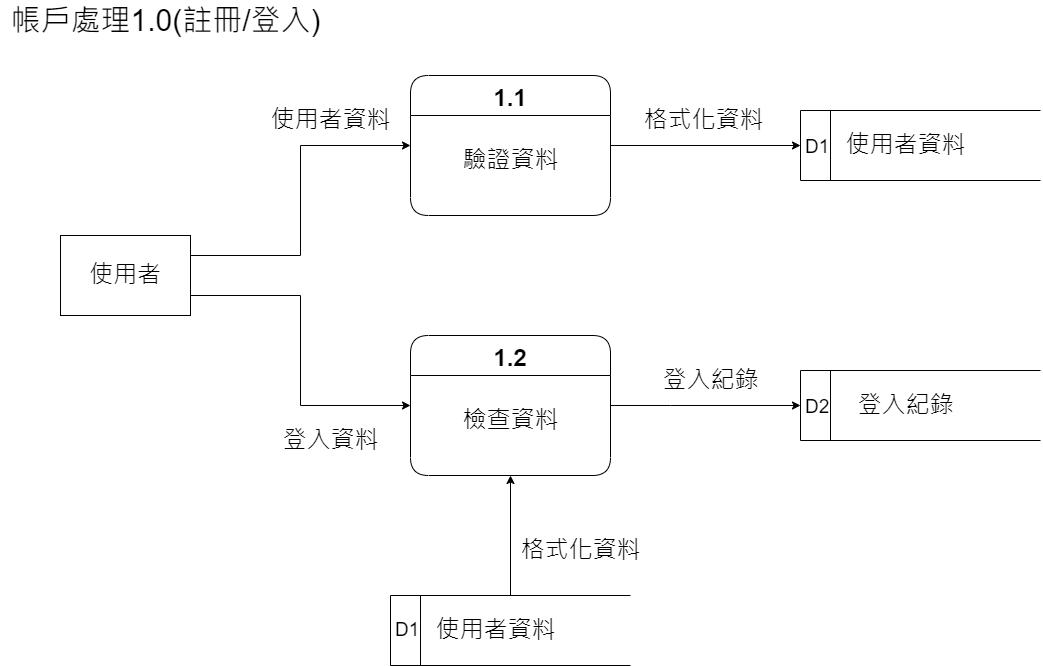 帳戶處理1.0(註冊/登入)
使用者資料
1.1
驗證資料
格式化資料
D1
使用者資料
使用者
登入資料
1.2
檢查資料
登入紀錄
D2
登入紀錄
格式化資料
D1
使用者資料